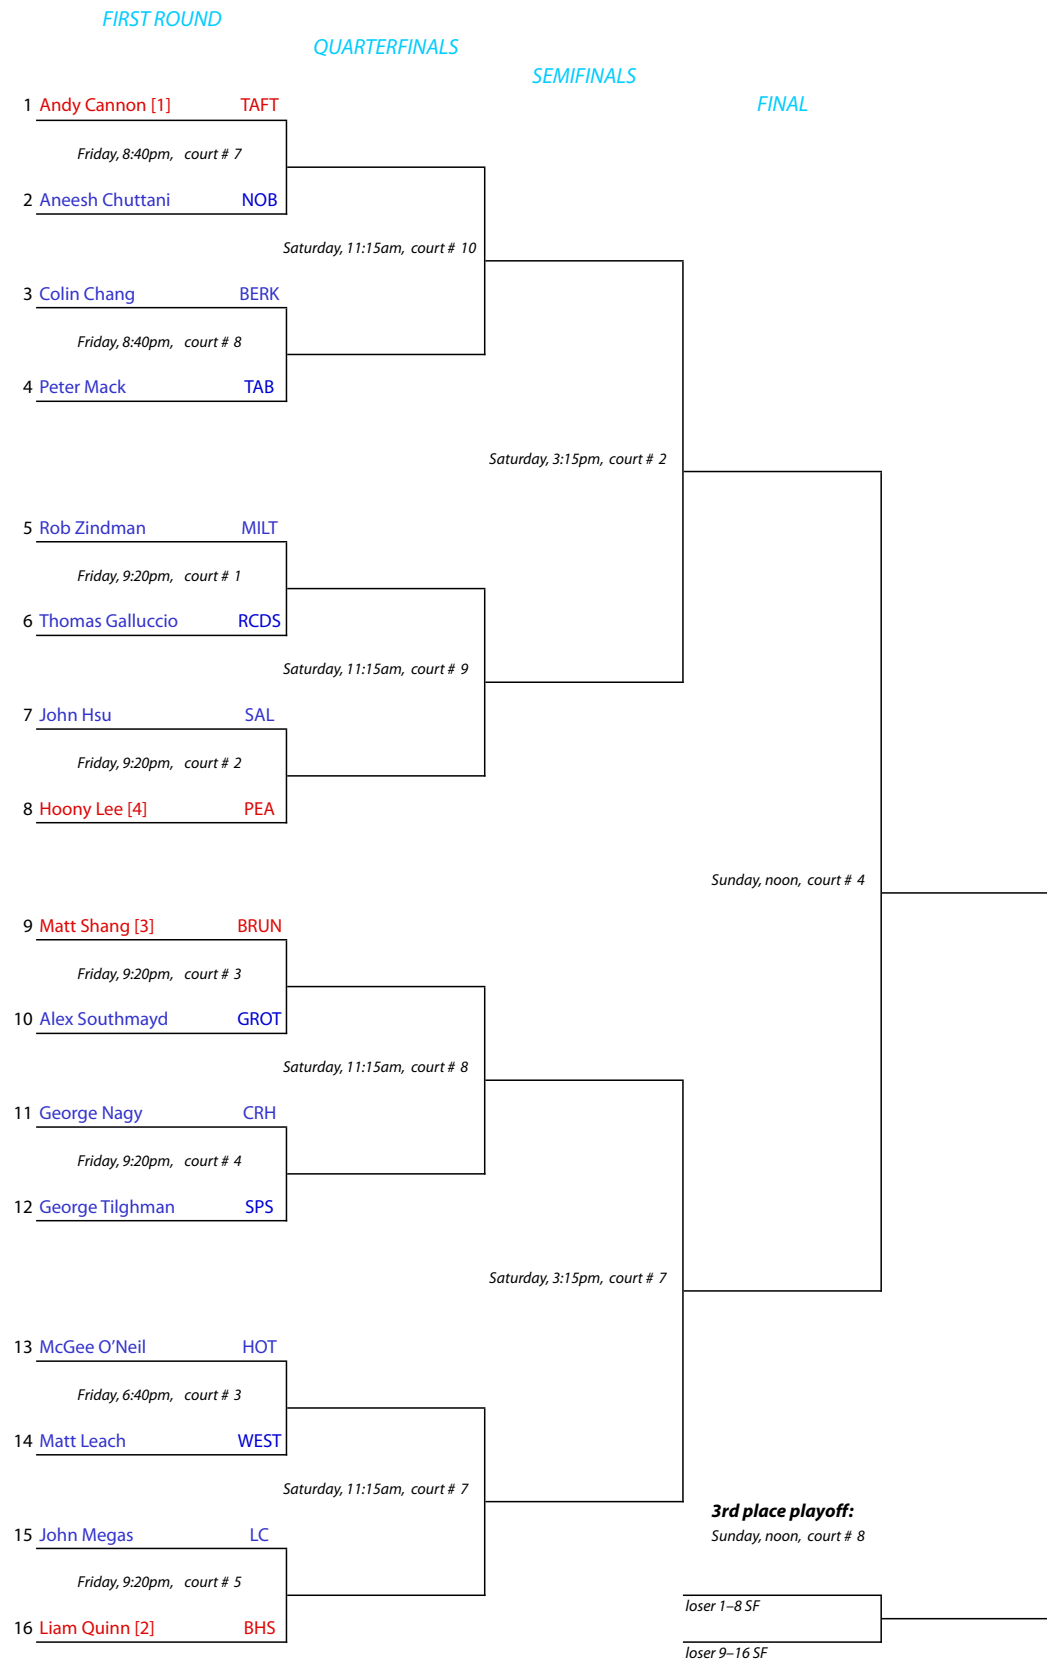 FIRST ROUND
QUARTERFINALS
SEMIFINALS
FINAL
1 Andy Cannon [1] TAFT
Friday, 8:40pm, court # 7
2 Aneesh Chuttani NOB
Saturday, 11:15am, court # 10
3 Colin Chang BERK
Friday, 8:40pm, court # 8
4 Peter Mack TAB
Saturday, 3:15pm, court # 2
5 Rob Zindman MILT
Friday, 9:20pm, court # 1
6 Thomas Galluccio RCDS
Saturday, 11:15am, court # 9
7 John Hsu SAL
Friday, 9:20pm, court # 2
8 Hoony Lee [4] PEA
Sunday, noon, court # 4
9 Matt Shang [3] BRUN
Friday, 9:20pm, court # 3
10 Alex Southmayd GROT
Saturday, 11:15am, court # 8
11 George Nagy CRH
Friday, 9:20pm, court # 4
12 George Tilghman SPS
Saturday, 3:15pm, court # 7
13 McGee O’Neil HOT
Friday, 6:40pm, court # 3
14 Matt Leach WEST
Saturday, 11:15am, court # 7
3rd place playoff:
15 John Megas LC
Sunday, noon, court # 8
Friday, 9:20pm, court # 5
loser 1–8 SF
16 Liam Quinn [2] BHS
loser 9–16 SF